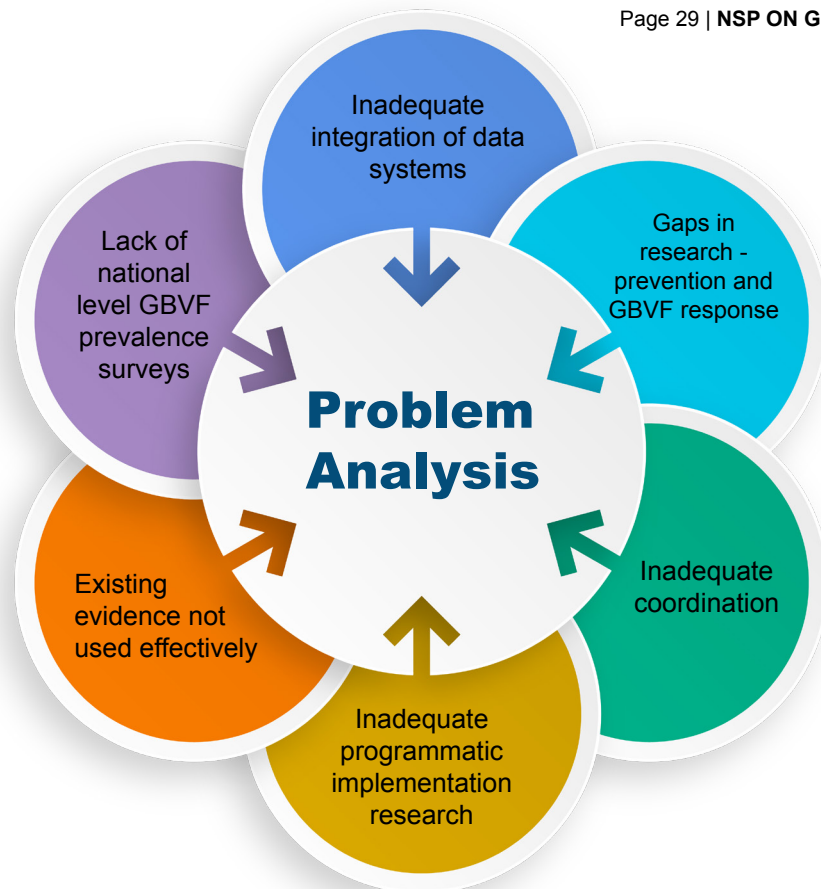 Page 29 | NSP ON G
Inadequate
integration of data
systems
Gaps in
research -
prevention and
GBVF response
Lack of
national
level GBVF
prevalence
surveys
Problem
Analysis
Inadequate
coordination
Existing
evidence not
used effectively
Inadequate
programmatic
implementation
research